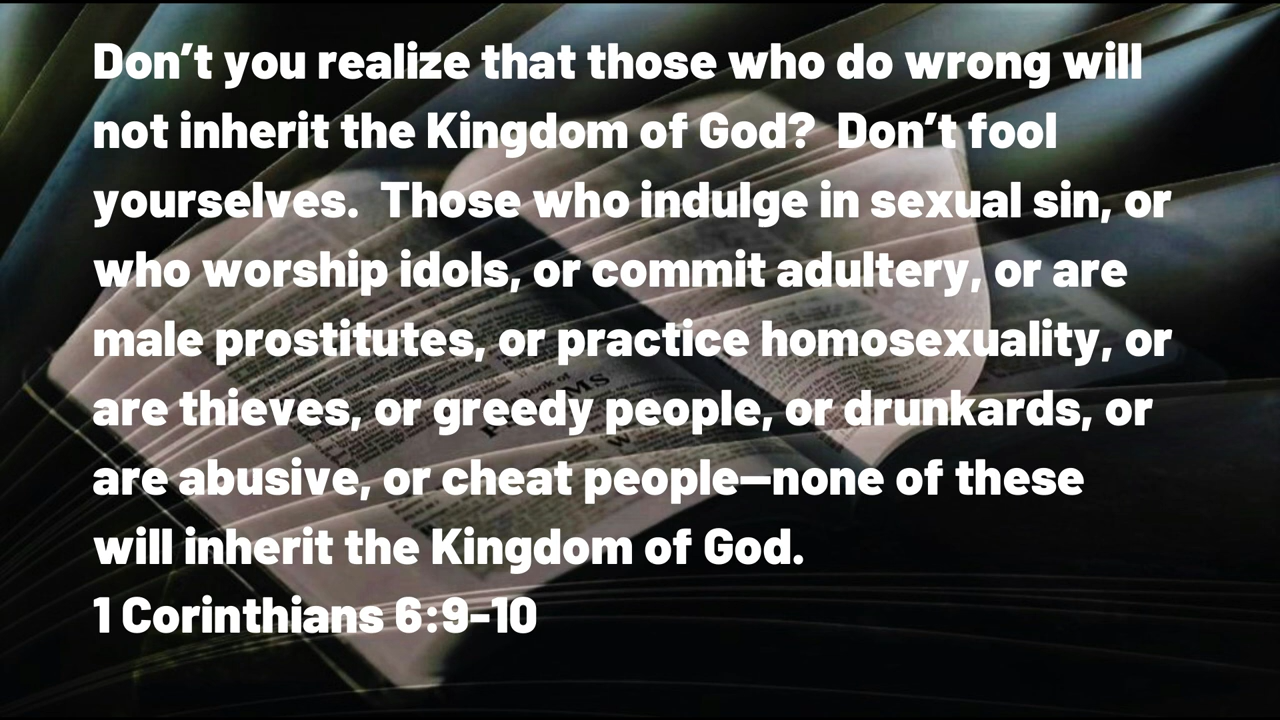 Don’t you realize that those who do wrong will
not inherit the Kingdom of God?  Don’t fool
yourselves.  Those who indulge in sexual sin, or
who worship idols, or commit adultery, or are
male prostitutes, or practice homosexuality, or
are thieves, or greedy people, or drunkards, or
are abusive, or cheat people—none of these
will inherit the Kingdom of God.
1 Corinthians 6:9-10